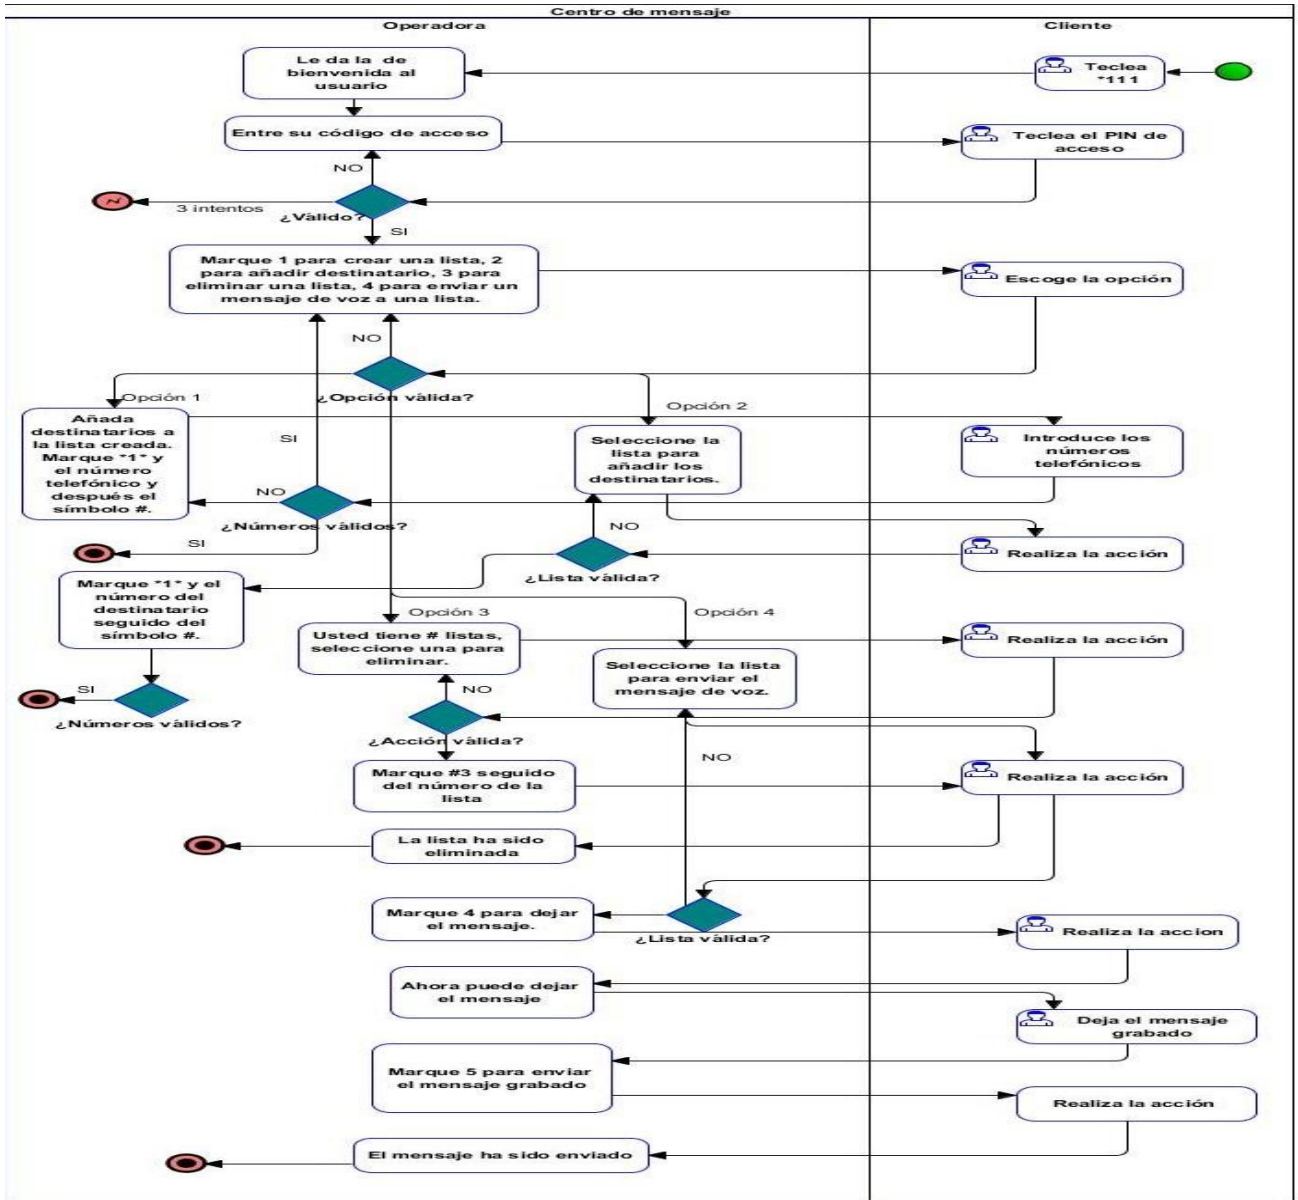 Centro de mensaje
Operadora
Cliente
Le da la de
bienvenida al
usuario
Teclea
*111
Entre su código de acceso
Teclea el PIN de
acceso
NO
3 intentos
¿Válido?
SI
Marque 1 para crear una lista, 2
para añadir destinatario, 3 para
eliminar una lista, 4 para enviar un
mensaje de voz a una lista.
Escoge la opción
NO
¿Opción válida?
Opción 1
Opción 2
Añada
destinatarios a
la lista creada.
Marque "1" y
el número
telefónico y
después el
símbolo #.
SI
Seleccione la
lista para
añadir los
destinatarios.
Introduce los
números
telefónicos
NO
¿Números válidos?
SI
NO
¿Lista válida?
Realiza la acción
Marque "1" y el
número del
destinatario
seguido del
símbolo #.
Opción 3
Opción 4
Usted tiene # listas,
seleccione una para
eliminar.
Realiza la acción
Seleccione la lista
para enviar el
mensaje de voz.
SI
¿Números válidos?
NO
¿Acción válida?
NO
Marque #3 seguido
del número de la
lista
Realiza la acción
La lista ha sido
eliminada
Marque 4 para dejar
el mensaje.
¿Lista válida?
Realiza la accion
Ahora puede dejar
el mensaje
Deja el mensaje
grabado
Marque 5 para enviar
el mensaje grabado
Realiza la acción
El mensaje ha sido enviado